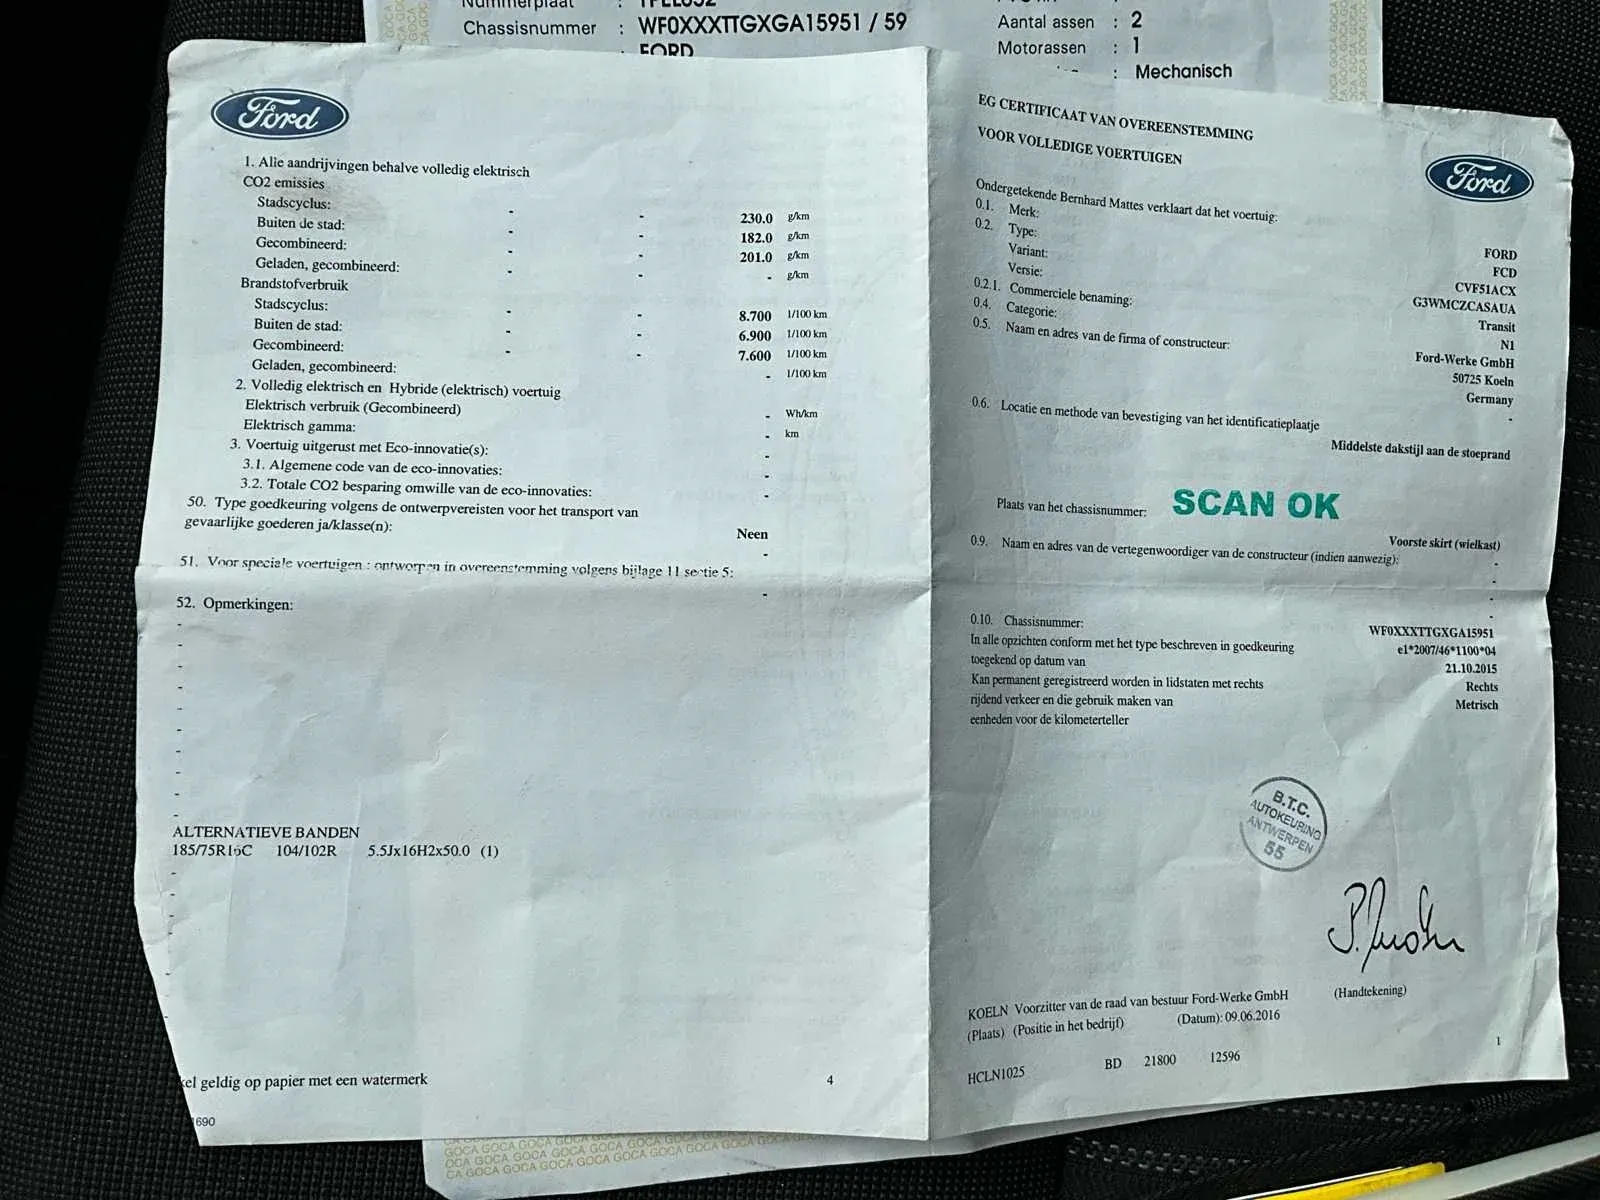 Chassisnummer : WF0XXXTTGXGA15951 / 59
: FORD
Aantal assen : 2
Motorassen : 1
: Mechanisch
Ford
1. Alle aandrijvingen behalve volledig elektrisch
CO2 emissies
Stadscyclus: - - 230.0 g/km
Buiten de stad: - - 182.0 g/km
Gecombineerd: - - 201.0 g/km
Geladen, gecombineerd: - - - g/km
Brandstofverbruik
Stadscyclus: - - 8.700 1/100 km
Buiten de stad: - - 6.900 1/100 km
Gecombineerd: - - 7.600 1/100 km
Geladen, gecombineerd: - 1/100 km
2. Volledig elektrisch en Hybride (elektrisch) voertuig
Elektrisch verbruik (Gecombineerd) - Wh/km
Elektrisch gamma: - km
3. Voertuig uitgerust met Eco-innovatie(s): -
3.1. Algemene code van de eco-innovaties: -
3.2. Totale CO2 besparing omwille van de eco-innovaties: -
50. Type goedkeuring volgens de ontwerpvereisten voor het transport van
gevaarlijke goederen ja/klasse(n): Neen
-
51. Voor speciale voertuigen : ontworpen in overeenstemming volgens bijlage 11 sectie 5:
-
52. Opmerkingen:
-
-
-
-
-
-
-
-
-
-
ALTERNATIEVE BANDEN
185/75R16C 104/102R 5.5Jx16H2x50.0 (1)
-
-
-
-
-
-
-
geldig op papier met een watermerk
4
690
EG CERTIFICAAT VAN OVEREENSTEMMING
VOOR VOLLEDIGE VOERTUIGEN
Ford
Ondergetekende Bernhard Mattes verklaart dat het voertuig:
0.1. Merk: FORD
0.2. Type: FCD
Variant: CVF51ACX
Versie: G3WMCZCASAUA
0.2.1. Commerciele benaming: Transit
0.4. Categorie: N1
0.5. Naam en adres van de firma of constructeur: Ford-Werke GmbH
50725 Koeln
Germany
-
0.6. Locatie en methode van bevestiging van het identificatieplaatje
Middelste dakstijl aan de stoeprand
Plaats van het chassisnummer: SCAN OK
Voorste skirt (wielkast)
0.9. Naam en adres van de vertegenwoordiger van de constructeur (indien aanwezig):
-
-
-
-
0.10. Chassisnummer: WF0XXXTTGXGA15951
In alle opzichten conform met het type beschreven in goedkeuring e1*2007/46*1100*04
toegekend op datum van 21.10.2015
Kan permanent geregistreerd worden in lidstaten met rechts Rechts
rijdend verkeer en die gebruik maken van Metrisch
eenheden voor de kilometerteller
B.T.C.
AUTOKEURING
ANTWERPEN
55
KOELN Voorzitter van de raad van bestuur Ford-Werke GmbH (Handtekening)
(Plaats) (Positie in het bedrijf) (Datum): 09.06.2016
1
HCLN1025 BD 21800 12596
GOCA GOCA GOCA GOCA GOCA GOCA